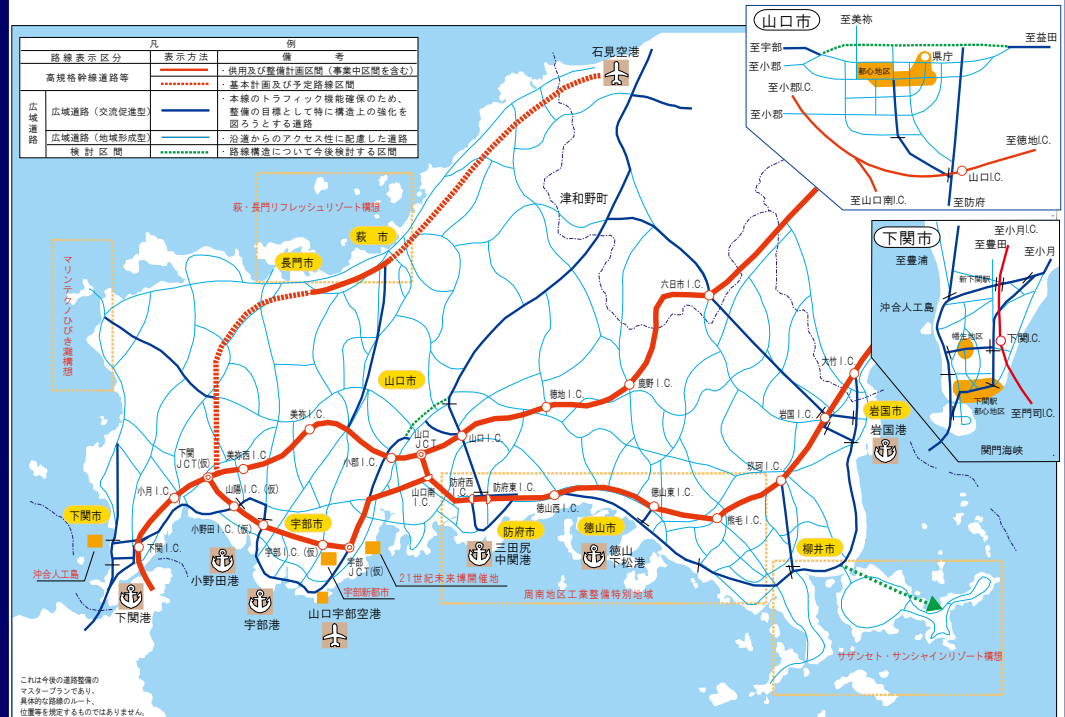 凡例
路線表示区分 表示方法 備考
高規格幹線道路等
・供用及び整備計画区間（事業中区間を含む）
・基本計画及び予定路線区間
広域道路
広域道路（交流促進型）
・本線のトラフィック機能確保のため、
整備の目標として特に構造上の強化を
図ろうとする道路
広域道路（地域形成型）
・沿道からのアクセス性に配慮した道路
検討区間
・路線構造について今後検討する区間
石見空港
山口市
至美祢
至宇部
至益田
至小郡
県庁
都心地区
至小郡I.C.
至小郡
至徳地I.C.
山口I.C.
至山口南I.C.
至防府
下関市
至小月I.C.
至豊田
至小月
至豊浦
新下関駅
沖合人工島
幡生地区
下関I.C.
下関駅
都心地区
至門司I.C.
関門海峡
萩・長門リフレッシュリゾート構想
津和野町
萩市
長門市
マリンテクノひびき灘構想
六日市I.C.
大竹I.C.
山口市
徳地I.C.
鹿野I.C.
岩国I.C.
岩国市
岩国港
美祢I.C.
山口
JCT
山口I.C.
小郡I.C.
下関
JCT(仮)
美祢西I.C.
玖珂I.C.
小月I.C.
山陽I.C.(仮)
山口南
I.C.
防府西
I.C.
防府東I.C.
徳山西I.C.
徳山東I.C.
熊毛I.C.
下関市
小野田I.C.(仮)
宇部市
防府市
徳山市
柳井市
下関I.C.
宇部I.C.(仮)
宇部
JCT(仮)
三田尻
中関港
徳山
下松港
沖合人工島
小野田港
21世紀未来博開催地
宇部新都市
周南地区工業整備特別地域
下関港
宇部港
山口宇部空港
サザンセト・サンシャインリゾート構想
これは今後の道路整備の
マスタープランであり、
具体的な路線のルート、
位置等を規定するものではありません。